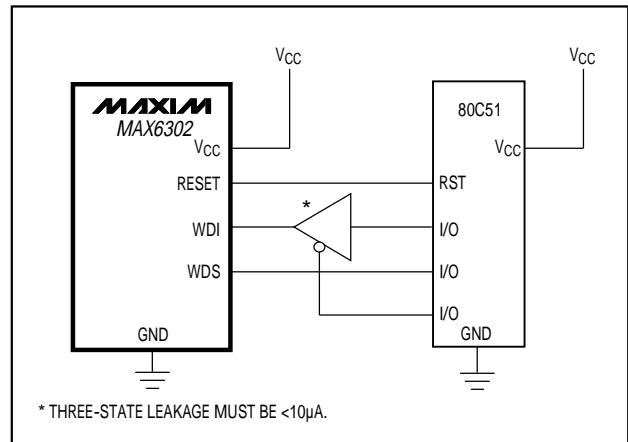 VCC
VCC
MAXIM
MAX6302
80C51
VCC
VCC
RESET
RST
*
WDI
I/O
WDS
I/O
I/O
GND
GND
* THREE-STATE LEAKAGE MUST BE <10µA.